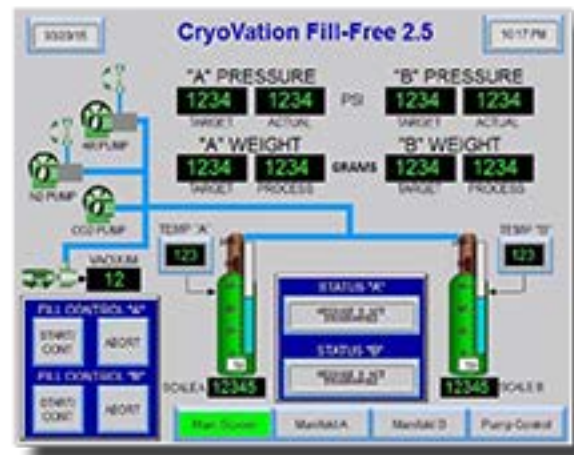 CryoVation Fill-Free 2.5
10:17 PM
"A" PRESSURE
"B" PRESSURE
1234 1234 PSI 1234 1234
TARGET ACTUAL TARGET ACTUAL
"A" WEIGHT
"B" WEIGHT
1234 1234 GRAMS 1234 1234
TARGET PROCESS TARGET PROCESS
AR PUMP
N2 PUMP
CO2 PUMP
TEMP "A"
123
TEMP "B"
123
VACUUM
12
FILL CONTROL "A"
START/
CONT
ABORT
FILL CONTROL "B"
START/
CONT
ABORT
STATUS "A"
STATUS "B"
SCALE A 12345
12345 SCALE B
Main Screen
Manifold A
Manifold B
Pump Control